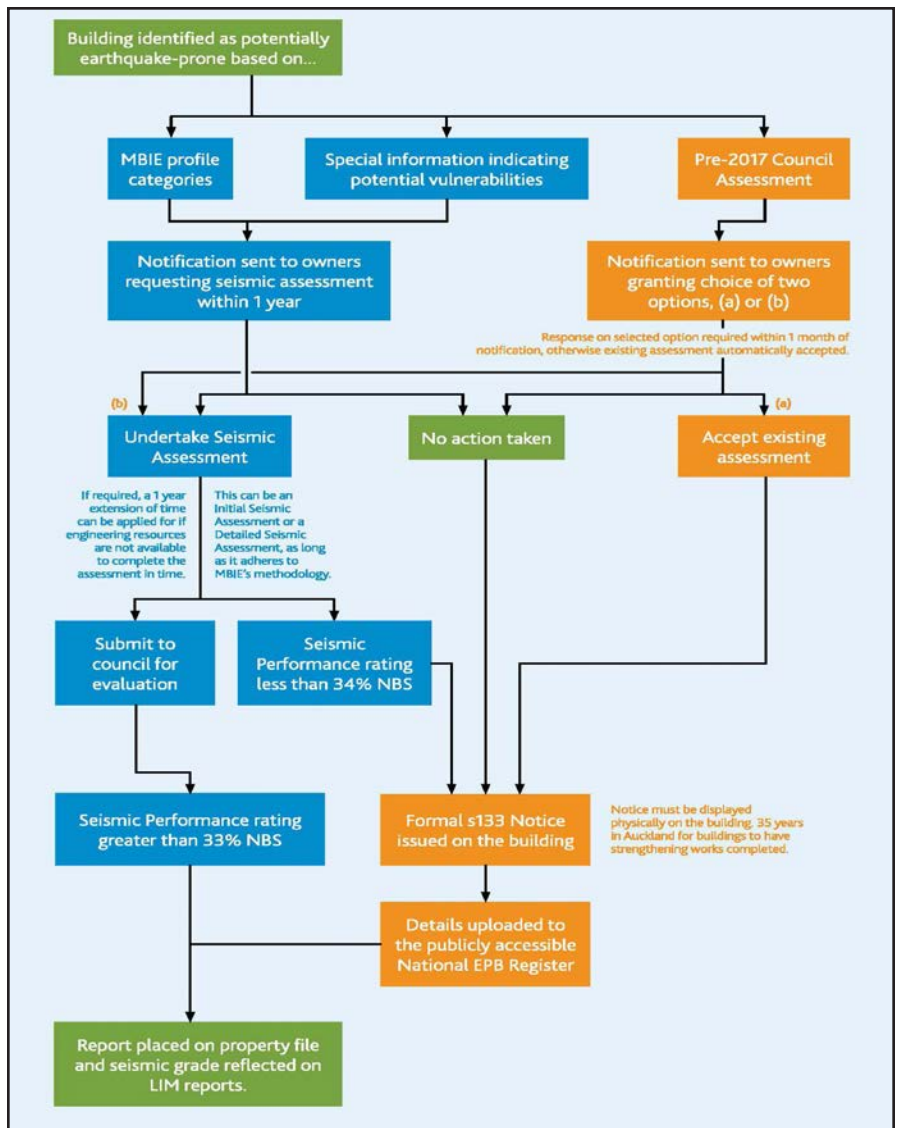 Building identified as potentially
earthquake-prone based on...
MBIE profile
categories
Special information indicating
potential vulnerabilities
Pre-2017 Council
Assessment
Notification sent to owners
requesting seismic assessment
within 1 year
Notification sent to owners
granting choice of two
options, (a) or (b)
Response on selected option required within 1 month of
notification, otherwise existing assessment automatically accepted.
(b)
(a)
Undertake Seismic
Assessment
No action taken
Accept existing
assessment
If required, a 1 year
extension of time
can be applied for if
engineering resources
are not available
to complete the
assessment in time.
This can be an
Initial Seismic
Assessment or a
Detailed Seismic
Assessment, as long
as it adheres to
MBIE's methodology.
Submit to
council for
evaluation
Seismic
Performance rating
less than 34% NBS
Seismic Performance rating
greater than 33% NBS
Formal s133 Notice
issued on the building
Notice must be displayed
physically on the building. 35 years
in Auckland for buildings to have
strengthening works completed.
Details uploaded to
the publicly accessible
National EPB Register
Report placed on property file
and seismic grade reflected on
LIM reports.